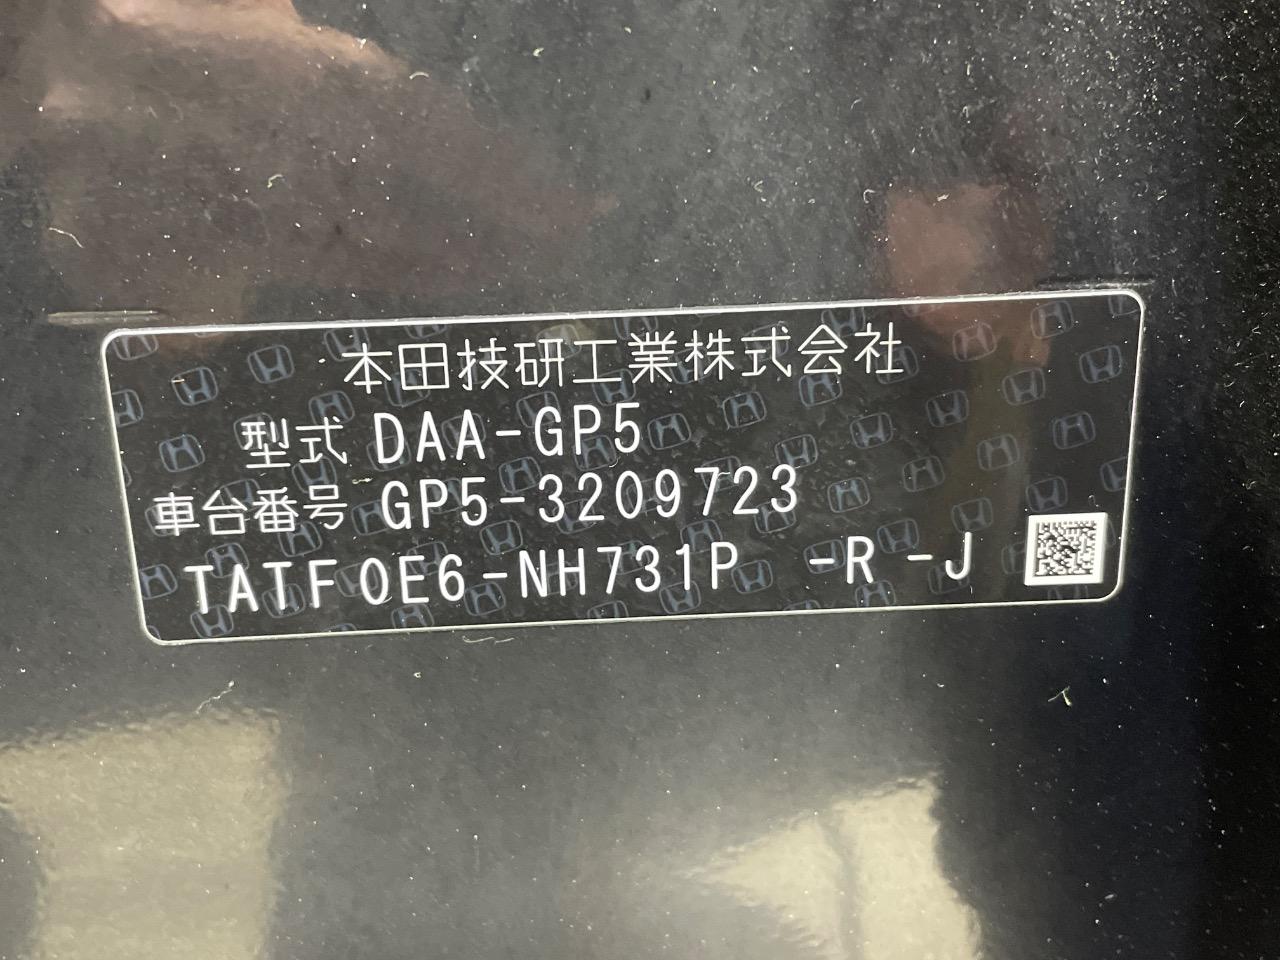 本田技研工業株式会社
型式 DAA-GP5
車台番号 GP5-3209723
TATF0E6-NH731P -R -J